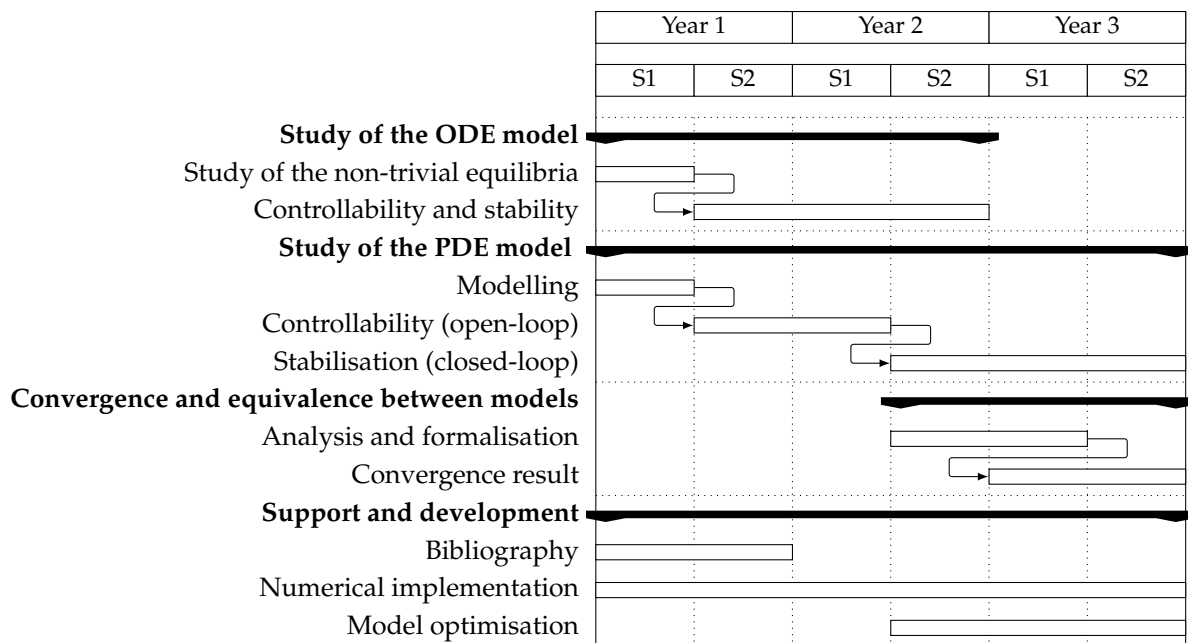 Year 1 Year 2 Year 3
S1 S2 S1 S2 S1 S2
Study of the ODE model
Study of the non-trivial equilibria
Controllability and stability
Study of the PDE model
Modelling
Controllability (open-loop)
Stabilisation (closed-loop)
Convergence and equivalence between models
Analysis and formalisation
Convergence result
Support and development
Bibliography
Numerical implementation
Model optimisation